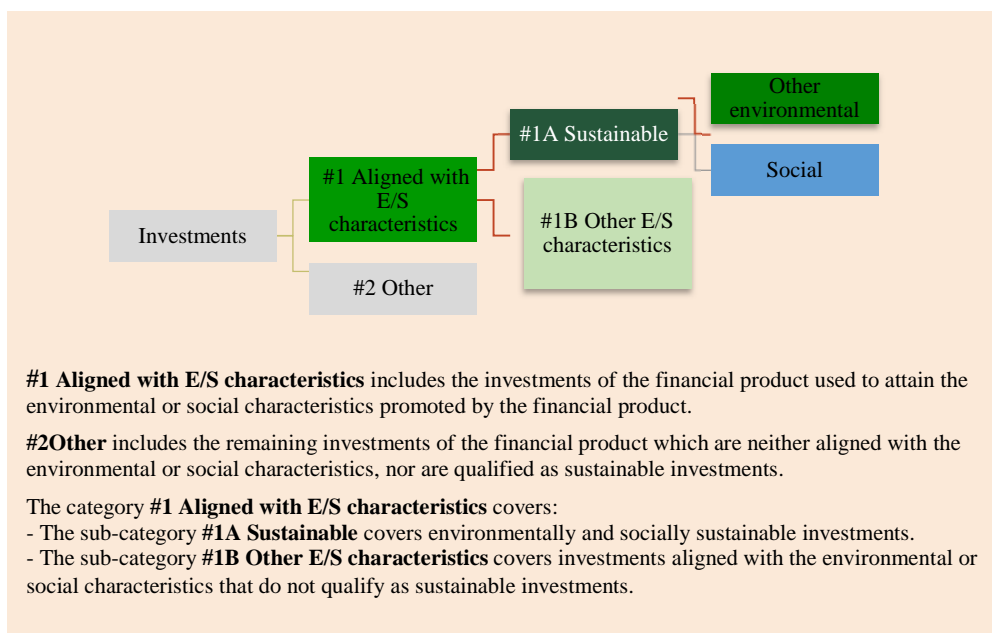 Other
environmental
#1A Sustainable
Social
#1 Aligned with
E/S
characteristics
#1B Other E/S
characteristics
Investments
#2 Other
#1 Aligned with E/S characteristics includes the investments of the financial product used to attain the
environmental or social characteristics promoted by the financial product.
#2Other includes the remaining investments of the financial product which are neither aligned with the
environmental or social characteristics, nor are qualified as sustainable investments.
The category #1 Aligned with E/S characteristics covers:
- The sub-category #1A Sustainable covers environmentally and socially sustainable investments.
- The sub-category #1B Other E/S characteristics covers investments aligned with the environmental or
social characteristics that do not qualify as sustainable investments.